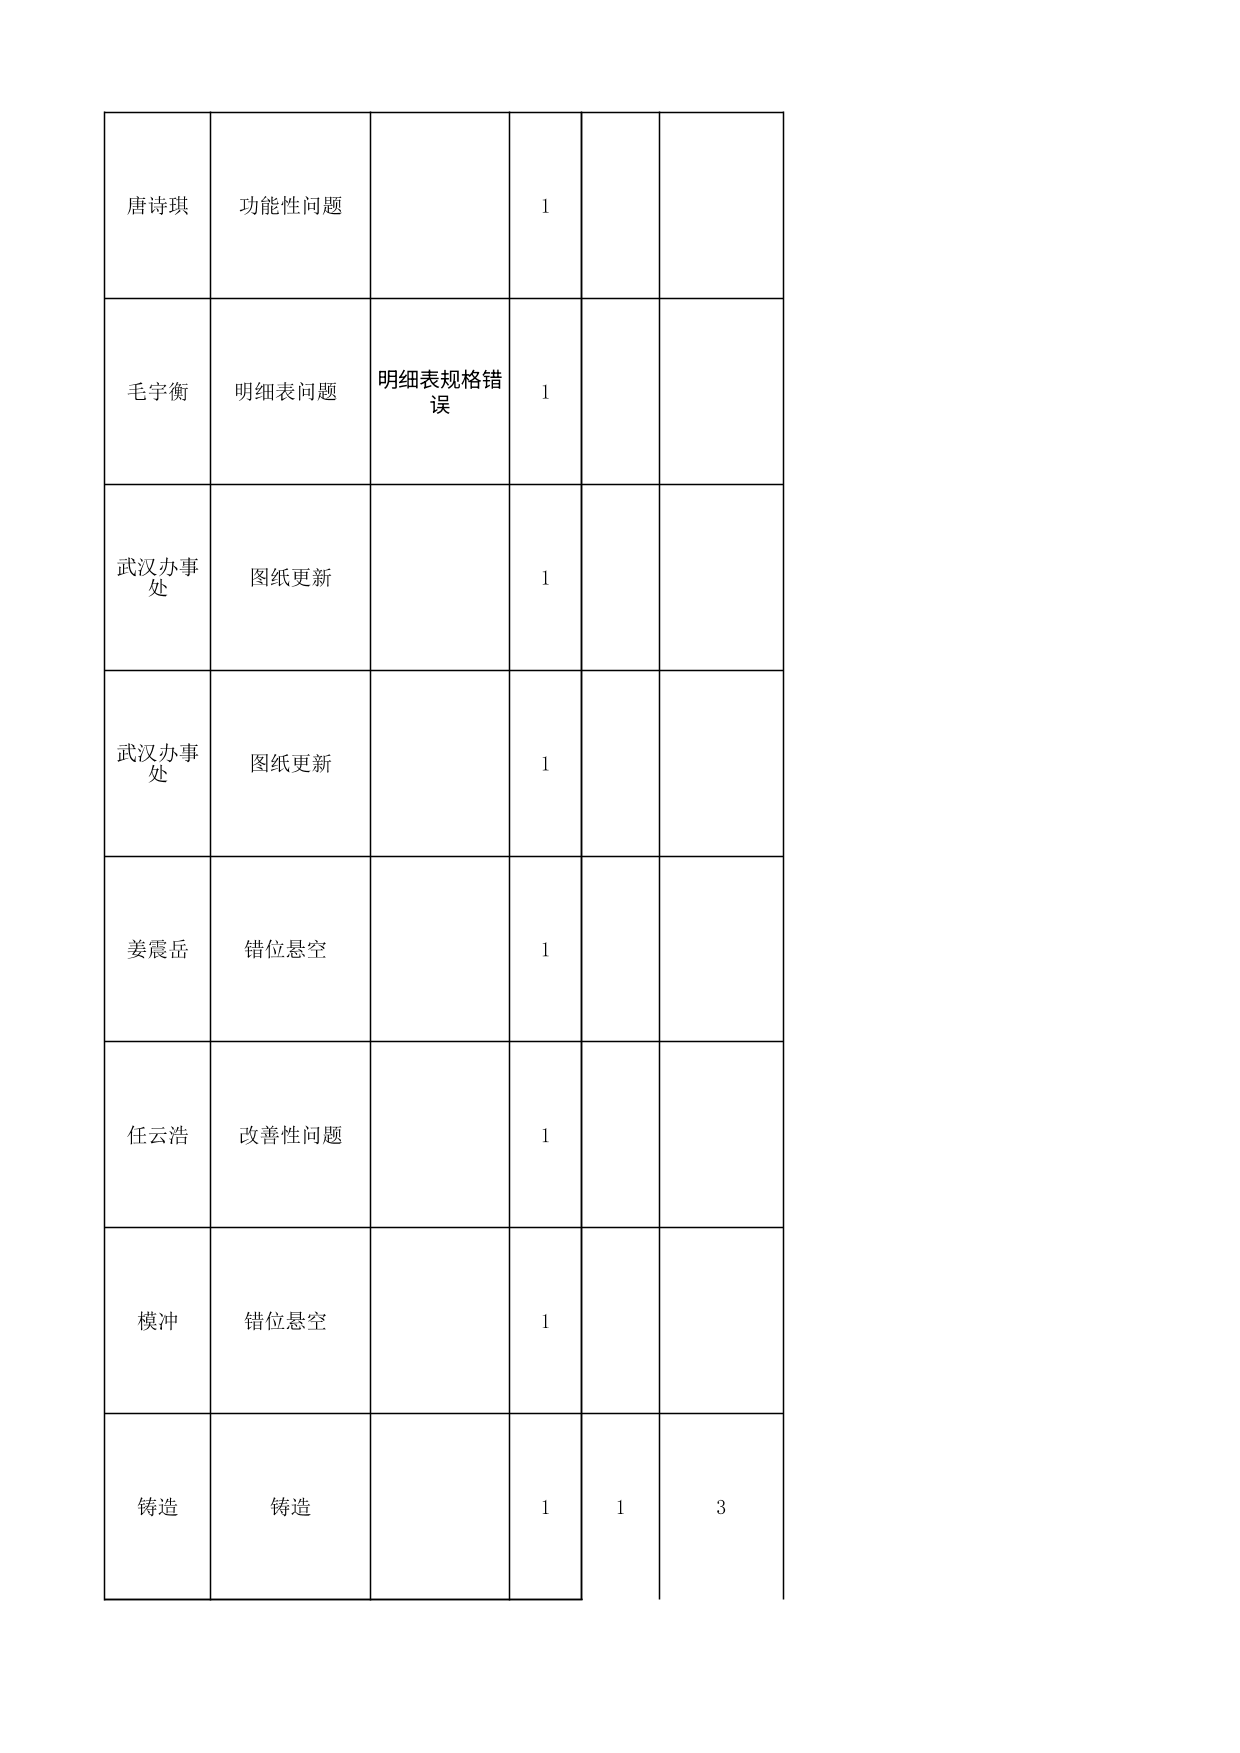 唐诗琪 功能性问题 1
毛宇衡 明细表问题 明细表规格错 1
误
武汉办事 图纸更新 1
处
武汉办事 图纸更新 1
处
姜震岳 错位悬空 1
任云浩 改善性问题 1
模冲 错位悬空 1
铸造 铸造 1 1 3